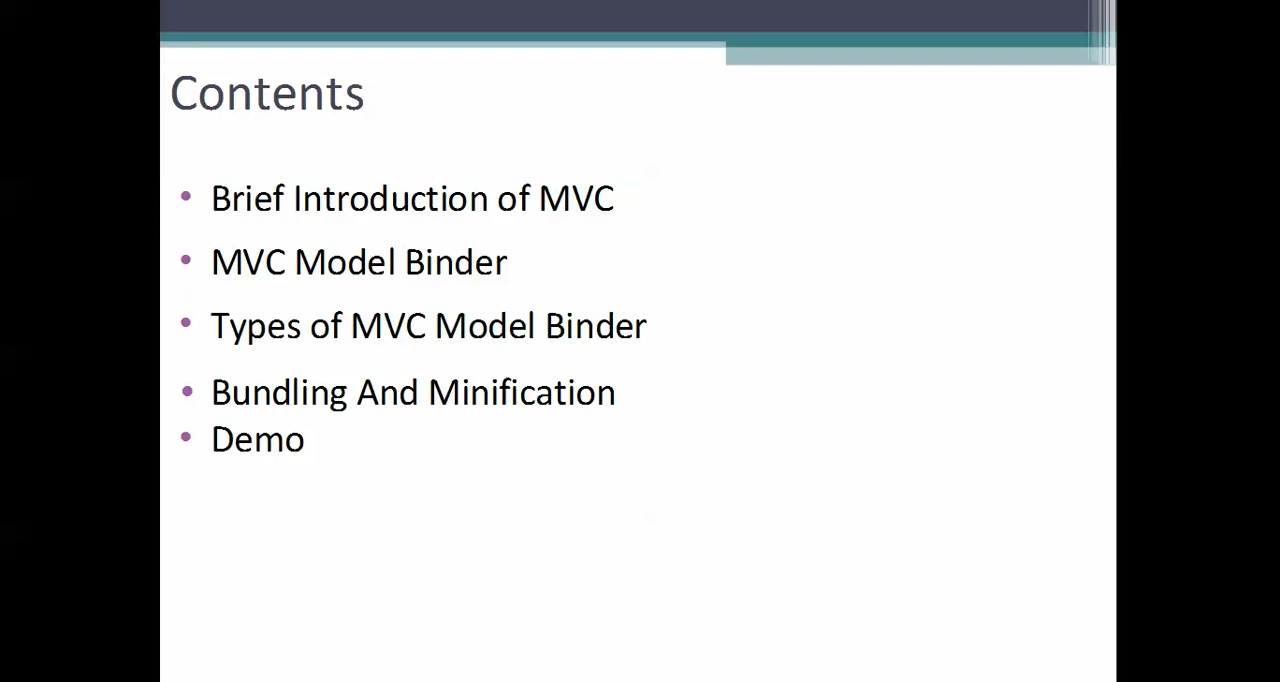 Contents
• Brief Introduction of MVC
• MVC Model Binder
• Types of MVC Model Binder
• Bundling And Minification
• Demo